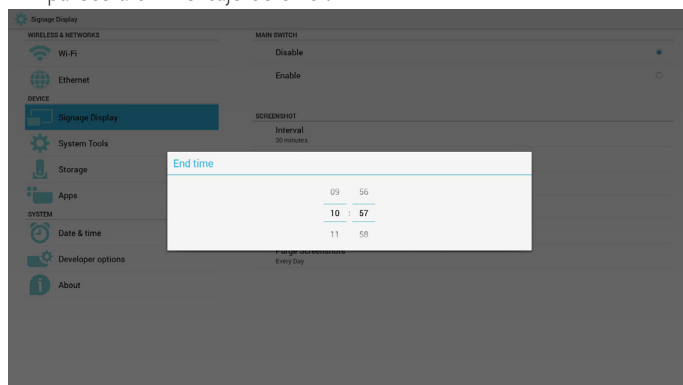 Signage Display
WIRELESS & NETWORKS
Wi-Fi
Ethernet
DEVICE
Signage Display
System Tools
Storage
Apps
SYSTEM
Date & time
Developer options
About
MAIN SWITCH
Disable
Enable
SCREENSHOT
Interval
30 minutes
End time
09 56
10 : 57
11 58
Purge Screenshots
Every Day